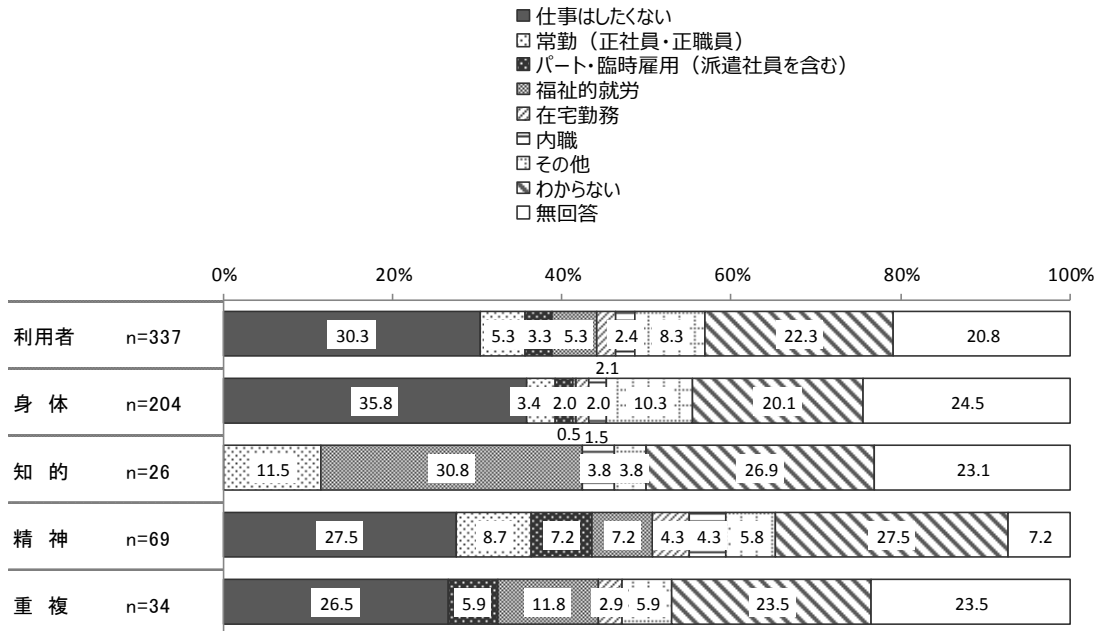 仕事はしたくない
常勤（正社員・正職員）
パート・臨時雇用（派遣社員を含む）
福祉的就労
在宅勤務
内職
その他
わからない
無回答
0% 20% 40% 60% 80% 100%
利用者 n=337 30.3 5.3 3.3 5.3 2.4 8.3 22.3 20.8
2.1
身 体 n=204 35.8 3.4 2.0 2.0 10.3 20.1 24.5
0.5 1.5
知 的 n=26 11.5 30.8 3.8 3.8 26.9 23.1
精 神 n=69 27.5 8.7 7.2 7.2 4.3 4.3 5.8 27.5 7.2
重 複 n=34 26.5 5.9 11.8 2.9 5.9 23.5 23.5